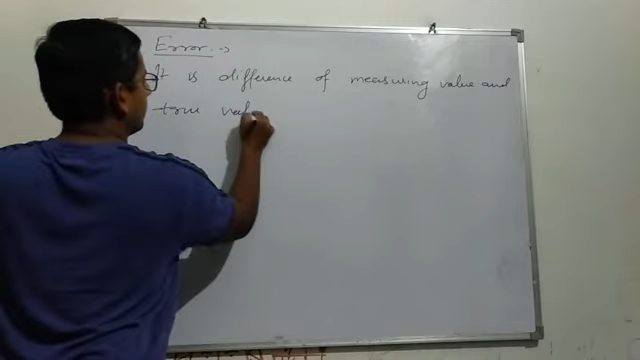 Error :->
It is difference of measuring value and
true val